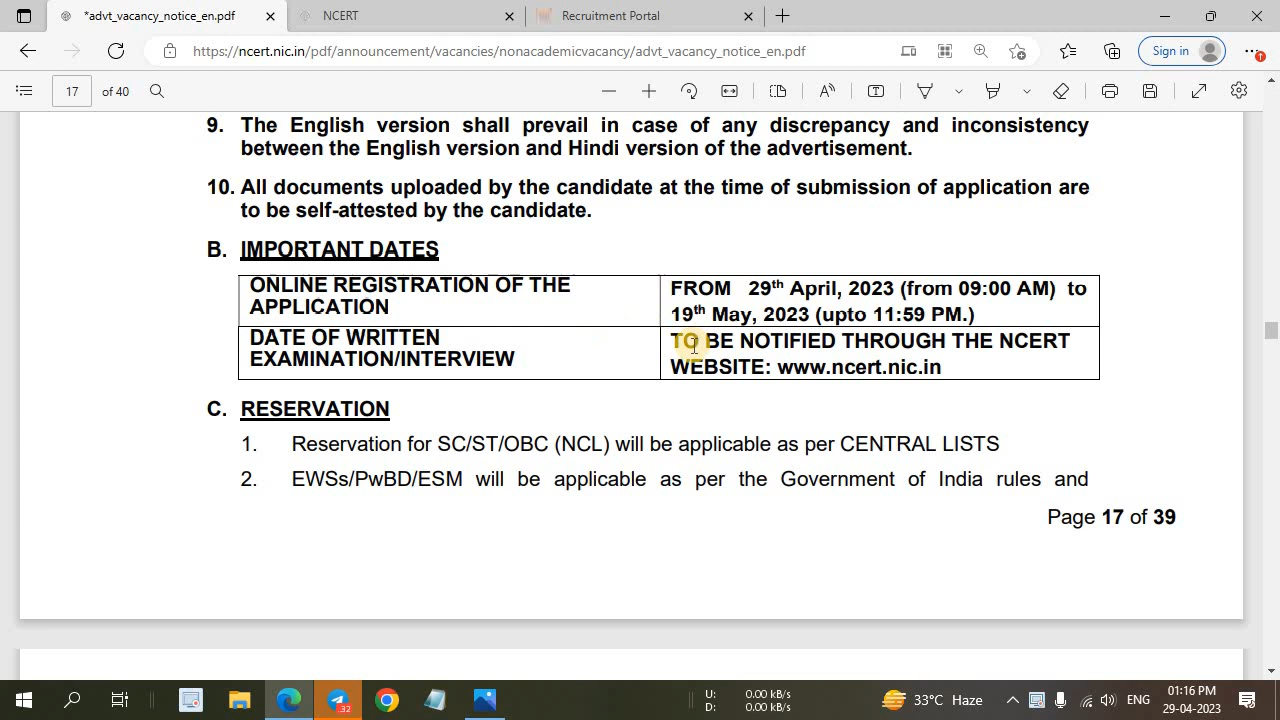 *advt_vacancy_notice_en.pdf
NCERT
Recruitment Portal
https://ncert.nic.in/pdf/announcement/vacancies/nonacademicvacancy/advt_vacancy_notice_en.pdf
Sign in
17 of 40
9. The English version shall prevail in case of any discrepancy and inconsistency
between the English version and Hindi version of the advertisement.
10. All documents uploaded by the candidate at the time of submission of application are
to be self-attested by the candidate.
B. IMPORTANT DATES
ONLINE REGISTRATION OF THE
APPLICATION
FROM 29th April, 2023 (from 09:00 AM) to
19th May, 2023 (upto 11:59 PM.)
DATE OF WRITTEN
EXAMINATION/INTERVIEW
TO BE NOTIFIED THROUGH THE NCERT
WEBSITE: www.ncert.nic.in
C. RESERVATION
1. Reservation for SC/ST/OBC (NCL) will be applicable as per CENTRAL LISTS
2. EWSs/PwBD/ESM will be applicable as per the Government of India rules and
Page 17 of 39
32
U: 0.00 kB/s
D: 0.00 kB/s
33°C Haze
ENG
01:16 PM
29-04-2023